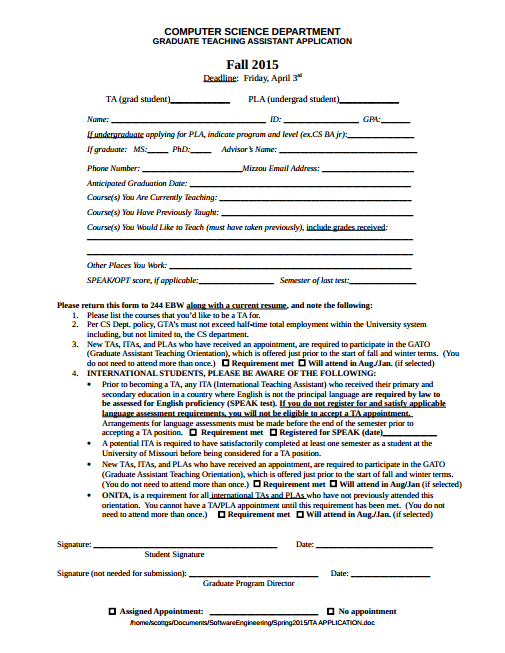 COMPUTER SCIENCE DEPARTMENT
GRADUATE TEACHING ASSISTANT APPLICATION
Fall 2015
Deadline: Friday, April 3rd
TA (grad student)____________ PLA (undergrad student)____________
Name: ____________ ID: ____________ GPA:______
If undergraduate applying for PLA, indicate program and level (ex.CS BA jr):____________
If graduate: MS:_____ PhD:_____ Advisor's Name: ____________
Phone Number: ____________ Mizzou Email Address: ____________
Anticipated Graduation Date: ____________
Course(s) You Are Currently Teaching: ____________
Course(s) You Have Previously Taught: ____________
Course(s) You Would Like to Teach (must have taken previously), include grades received:
____________
____________
Other Places You Work: ____________
SPEAK/OPT score, if applicable:____________ Semester of last test:____________
Please return this form to 244 EBW along with a current resume, and note the following:
1. Please list the courses that you'd like to be a TA for.
2. Per CS Dept. policy, GTA's must not exceed half-time total employment within the University system
including, but not limited to, the CS department.
3. New TAs, ITAs, and PLAs who have received an appointment, are required to participate in the GATO
(Graduate Assistant Teaching Orientation), which is offered just prior to the start of fall and winter terms. (You
do not need to attend more than once.) ☐ Requirement met ☐ Will attend in Aug./Jan. (if selected)
4. INTERNATIONAL STUDENTS, PLEASE BE AWARE OF THE FOLLOWING:
• Prior to becoming a TA, any ITA (International Teaching Assistant) who received their primary and
secondary education in a country where English is not the principal language are required by law to
be assessed for English proficiency (SPEAK test). If you do not register for and satisfy applicable
language assessment requirements, you will not be eligible to accept a TA appointment.
Arrangements for language assessments must be made before the end of the semester prior to
accepting a TA position. ☐ Requirement met ☐ Registered for SPEAK (date)____________
• A potential ITA is required to have satisfactorily completed at least one semester as a student at the
University of Missouri before being considered for a TA position.
• New TAs, ITAs, and PLAs who have received an appointment, are required to participate in the GATO
(Graduate Assistant Teaching Orientation), which is offered just prior to the start of fall and winter terms.
(You do not need to attend more than once.) ☐ Requirement met ☐ Will attend in Aug/Jan (if selected)
• ONITA, is a requirement for all international TAs and PLAs who have not previously attended this
orientation. You cannot have a TA/PLA appointment until this requirement has been met. (You do not
need to attend more than once.) ☐ Requirement met ☐ Will attend in Aug./Jan. (if selected)
Signature: ____________ Date: ____________
Student Signature
Signature (not needed for submission): ____________ Date: ____________
Graduate Program Director
☐ Assigned Appointment: ____________ ☐ No appointment
/home/scottgs/Documents/SoftwareEngineering/Spring2015/TA APPLICATION.doc